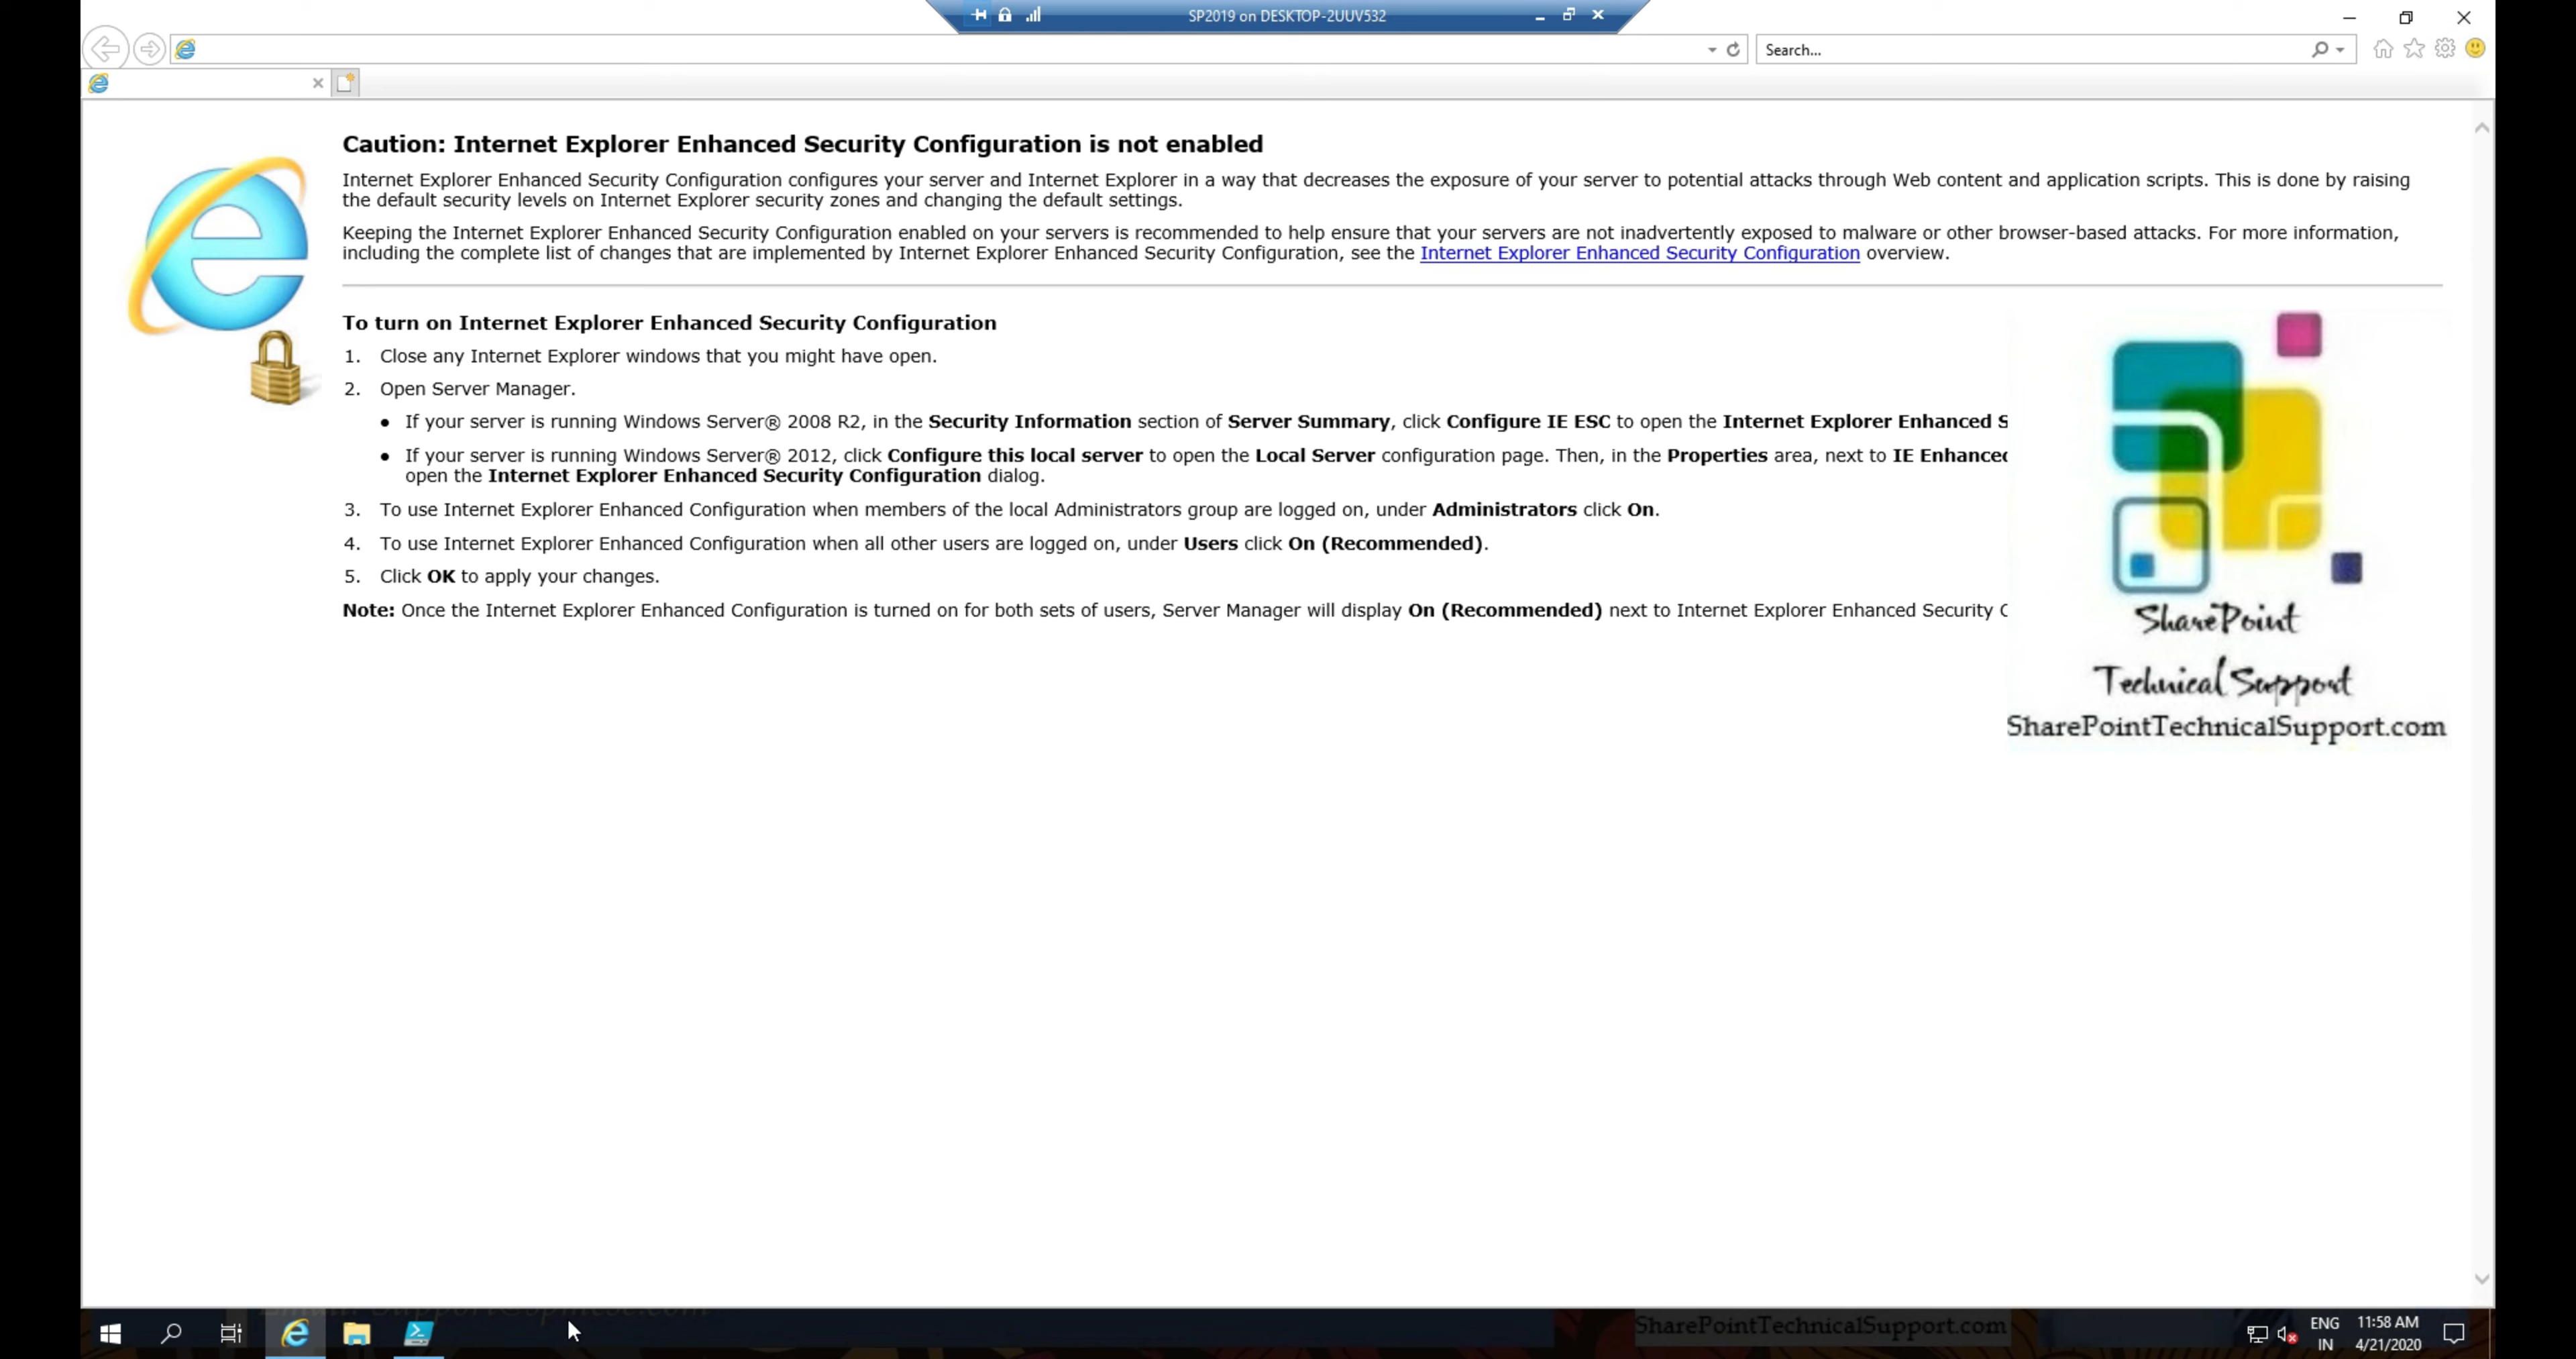 SP2019 on DESKTOP-2UUV532
Search...
Caution: Internet Explorer Enhanced Security Configuration is not enabled
Internet Explorer Enhanced Security Configuration configures your server and Internet Explorer in a way that decreases the exposure of your server to potential attacks through Web content and application scripts. This is done by raising
the default security levels on Internet Explorer security zones and changing the default settings.
Keeping the Internet Explorer Enhanced Security Configuration enabled on your servers is recommended to help ensure that your servers are not inadvertently exposed to malware or other browser-based attacks. For more information,
including the complete list of changes that are implemented by Internet Explorer Enhanced Security Configuration, see the Internet Explorer Enhanced Security Configuration overview.
To turn on Internet Explorer Enhanced Security Configuration
1. Close any Internet Explorer windows that you might have open.
2. Open Server Manager.
• If your server is running Windows Server® 2008 R2, in the Security Information section of Server Summary, click Configure IE ESC to open the Internet Explorer Enhanced S
• If your server is running Windows Server® 2012, click Configure this local server to open the Local Server configuration page. Then, in the Properties area, next to IE Enhanced
open the Internet Explorer Enhanced Security Configuration dialog.
3. To use Internet Explorer Enhanced Configuration when members of the local Administrators group are logged on, under Administrators click On.
4. To use Internet Explorer Enhanced Configuration when all other users are logged on, under Users click On (Recommended).
5. Click OK to apply your changes.
Note: Once the Internet Explorer Enhanced Configuration is turned on for both sets of users, Server Manager will display On (Recommended) next to Internet Explorer Enhanced Security C
SharePoint
Technical Support
SharePointTechnicalSupport.com
SharePointTechnicalSupport.com
ENG
IN
11:58 AM
4/21/2020